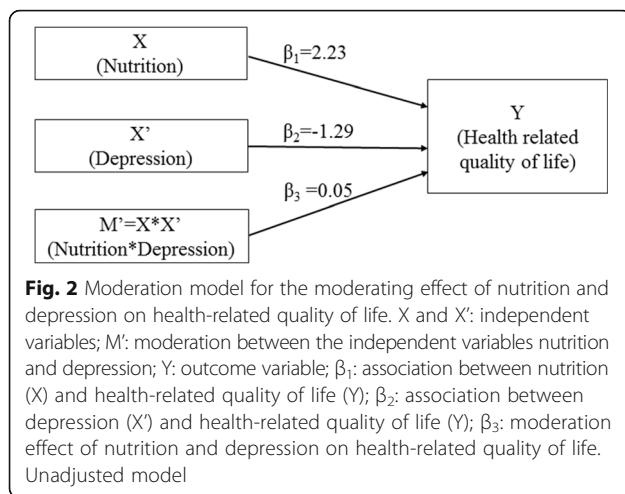 X
(Nutrition)
β₁=2.23
X'
(Depression)
β₂=-1.29
Y
(Health related
quality of life)
β₃ =0.05
M'=X*X'
(Nutrition*Depression)
Fig. 2 Moderation model for the moderating effect of nutrition and
depression on health-related quality of life. X and X': independent
variables; M': moderation between the independent variables nutrition
and depression; Y: outcome variable; β₁: association between nutrition
(X) and health-related quality of life (Y); β₂: association between
depression (X') and health-related quality of life (Y); β₃: moderation
effect of nutrition and depression on health-related quality of life.
Unadjusted model